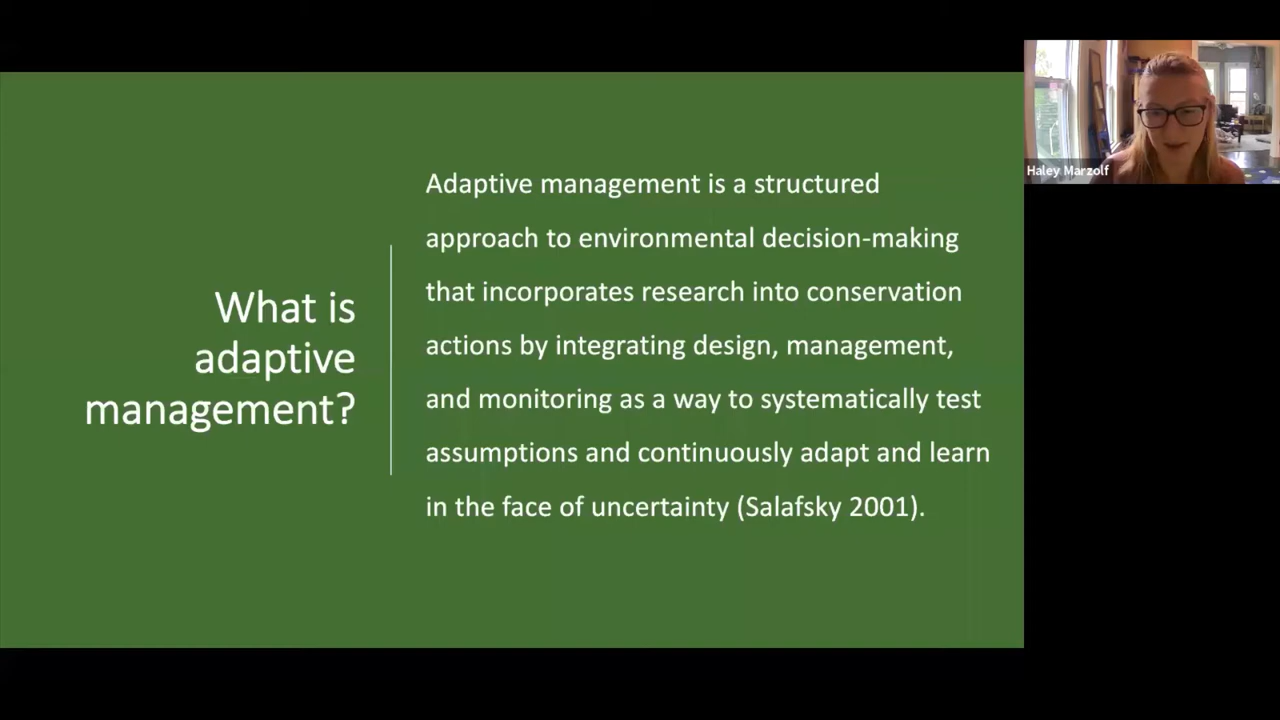 What is
adaptive
management?
Adaptive management is a structured
approach to environmental decision-making
that incorporates research into conservation
actions by integrating design, management,
and monitoring as a way to systematically test
assumptions and continuously adapt and learn
in the face of uncertainty (Salafsky 2001).
Haley Marzolf